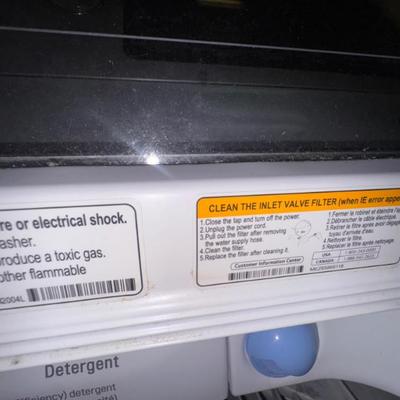 re or electrical shock.
asher.
roduce a toxic gas.
other flammable
CLEAN THE INLET VALVE FILTER (when IE error appe
1.Close the tap and turn off the power.
2.Unplug the power cord.
3.Pull out the filter after removing
the water supply hose.
4.Clean the filter.
5.Replace the filter after cleaning it.
1.Fermer le robinet et éteindre l'a
2.Débrancher le câble électrique.
3.Retirer le filtre après avoir dégagé
tuyau d'arrivée d'eau.
4.Nettoyer le filtre.
5.Replacer le filtre après nettoyage.
Customer Information Center
USA
CANADA
Detergent
efficiency) detergent